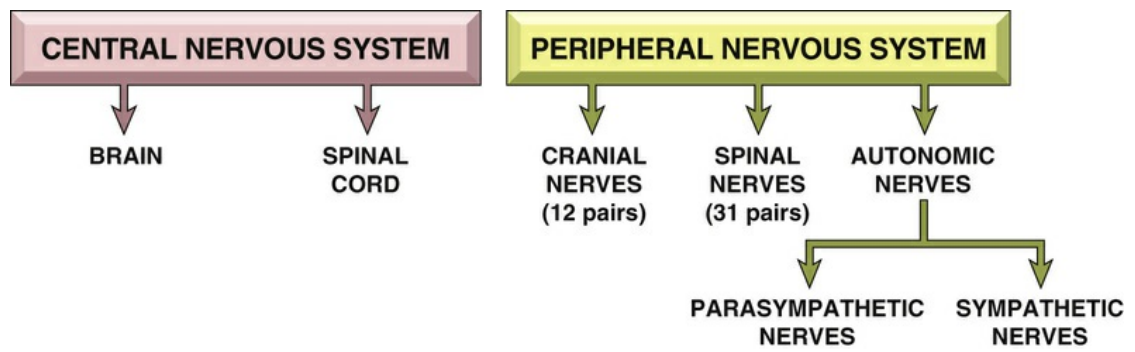 CENTRAL NERVOUS SYSTEM
BRAIN
SPINAL
CORD
PERIPHERAL NERVOUS SYSTEM
CRANIAL
NERVES
(12 pairs)
SPINAL
NERVES
(31 pairs)
AUTONOMIC
NERVES
PARASYMPATHETIC
NERVES
SYMPATHETIC
NERVES